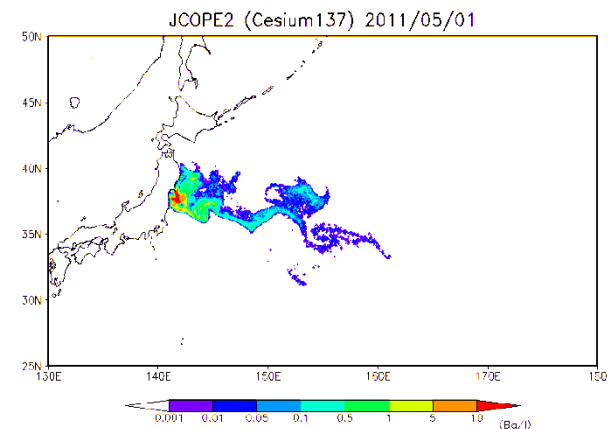 JCOPE2 (Cesium137) 2011/05/01
50N
45N
40N
35N
30N
25N
130E 140E 150E 160E 170E 180
0.001 0.01 0.05 0.1 0.5 1 5 10
(Bq/l)